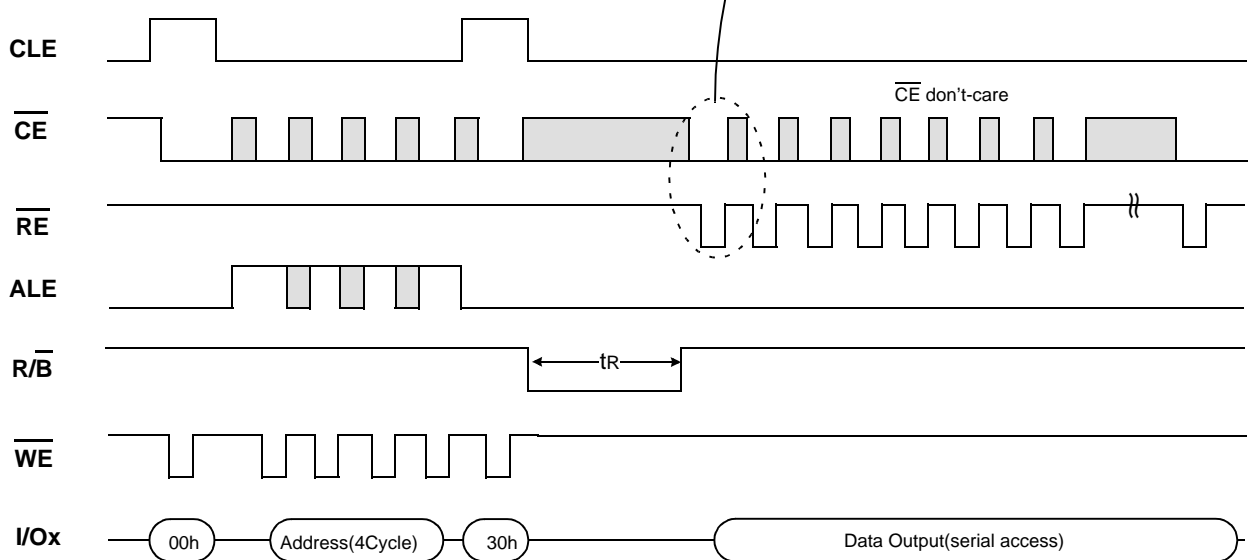 CLE
CE don't-care
CE
RE
ALE
R/B
tR
WE
I/Ox 00h Address(4Cycle) 30h Data Output(serial access)